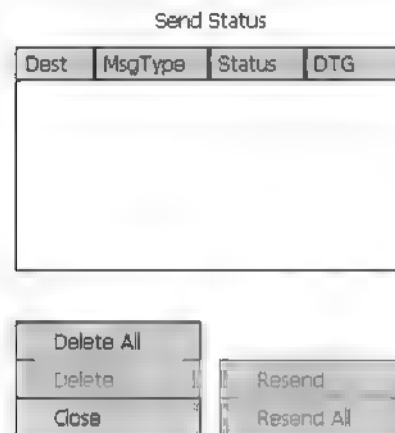 Send Status
Dest MsgType Status DTG
Delete All
Delete Resend
Close Resend All